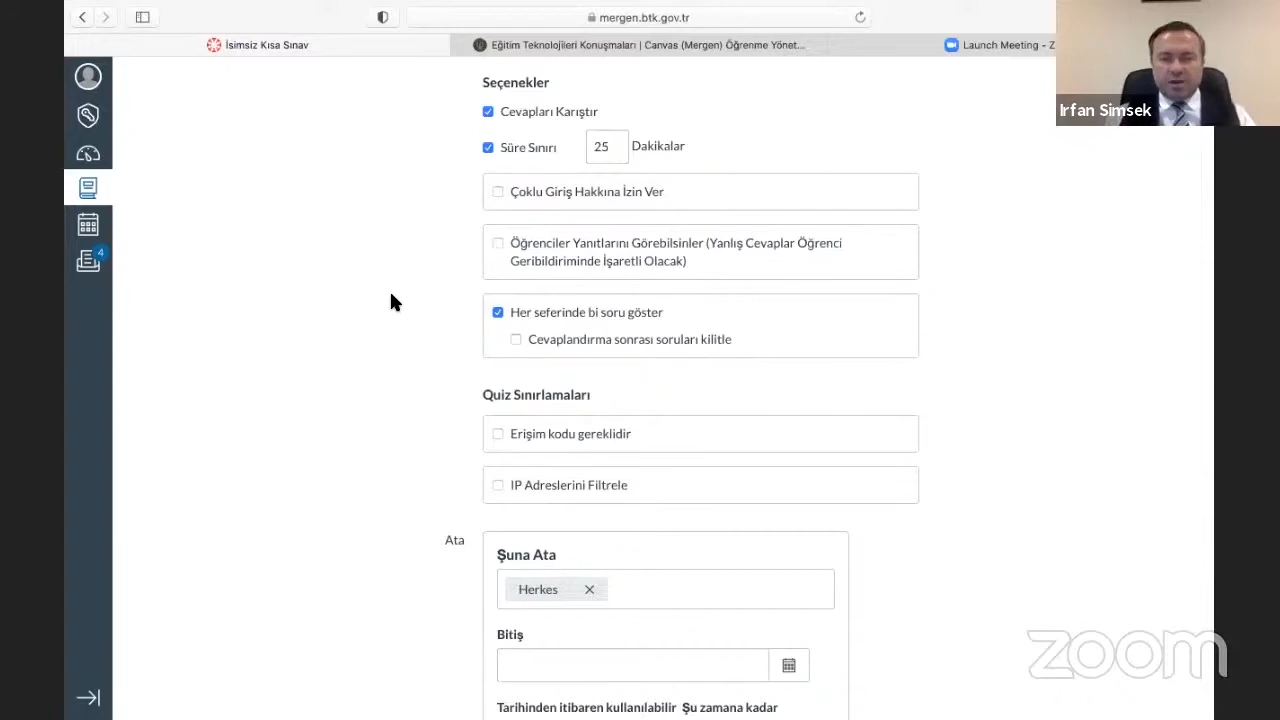 mergen.btk.gov.tr
İsimsiz Kısa Sınav
Eğitim Teknolojileri Konuşmaları | Canvas (Mergen) Öğrenme Yönet...
Launch Meeting - Z
Irfan Simsek
4
Seçenekler
Cevapları Karıştır
Süre Sınırı 25 Dakikalar
Çoklu Giriş Hakkına İzin Ver
Öğrenciler Yanıtlarını Görebilsinler (Yanlış Cevaplar Öğrenci
Geribildiriminde İşaretli Olacak)
Her seferinde bi soru göster
Cevaplandırma sonrası soruları kilitle
Quiz Sınırlamaları
Erişim kodu gereklidir
IP Adreslerini Filtrele
Ata
Şuna Ata
Herkes
Bitiş
Tarihinden itibaren kullanılabilir Şu zamana kadar
zoom